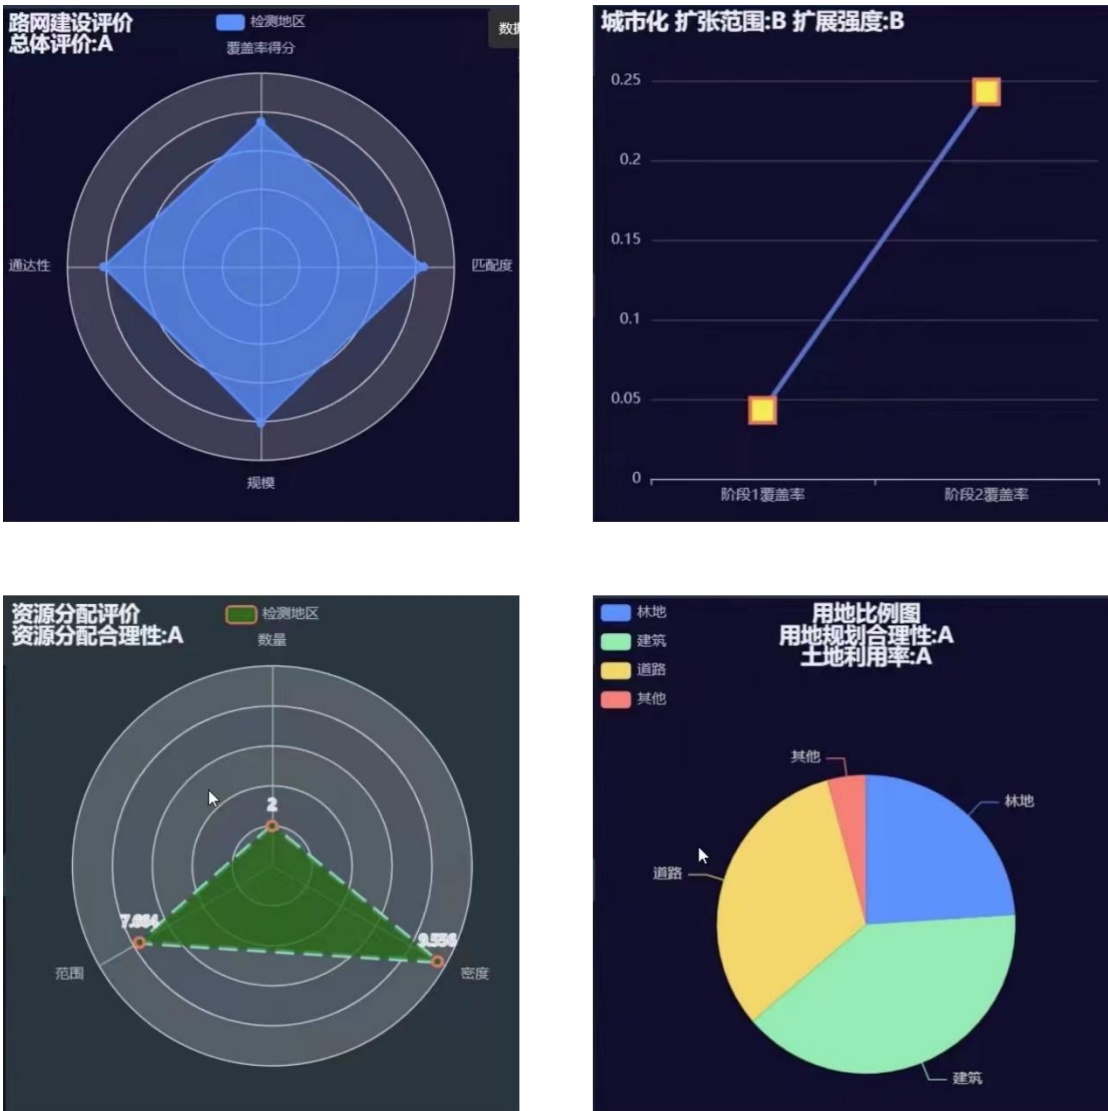 路网建设评价
总体评价:A
检测地区
覆盖率得分
通达性
匹配度
规模
城市化 扩张范围:B 扩展强度:B
0.25
0.2
0.15
0.1
0.05
0
阶段1覆盖率
阶段2覆盖率
资源分配评价
资源分配合理性:A
检测地区
数量
2
范围
密度
林地
建筑
道路
其他
用地比例图
用地规划合理性:A
土地利用率:A
其他
林地
道路
建筑